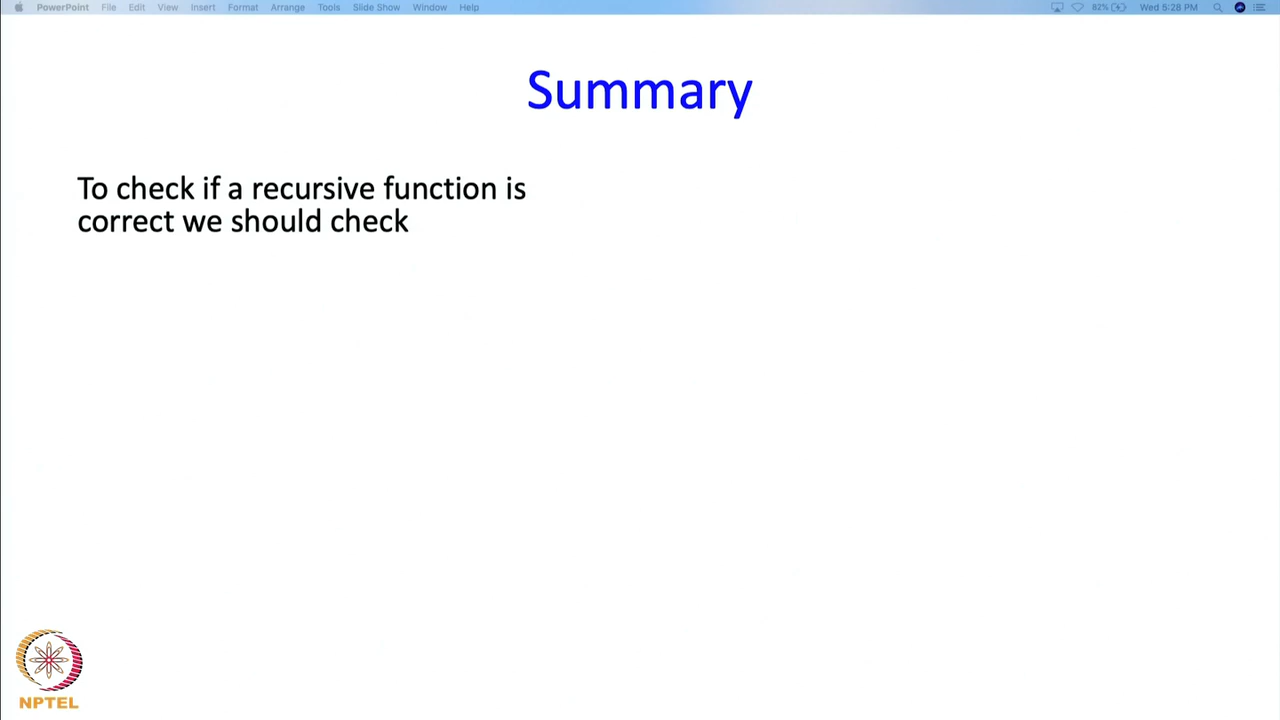 PowerPoint File Edit View Insert Format Arrange Tools Slide Show Window Help 82% Wed 5:28 PM
Summary
To check if a recursive function is
correct we should check
NPTEL